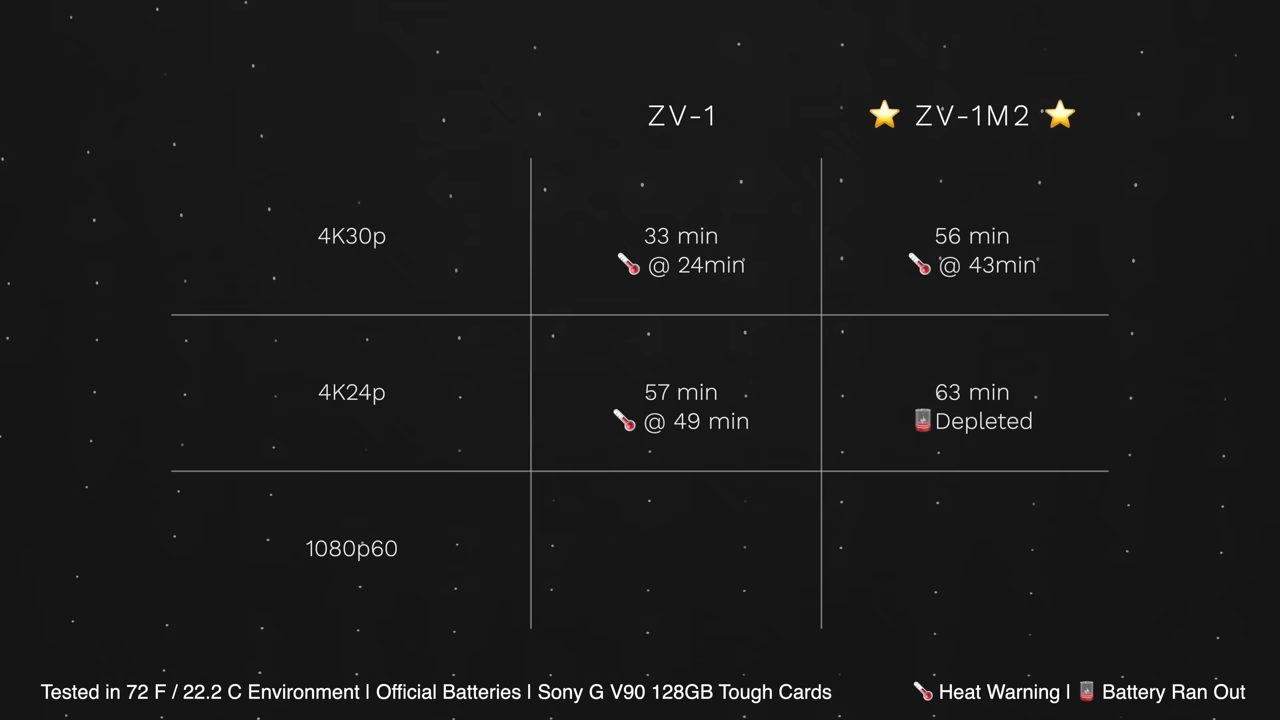 ZV-1
⭐ ZV-1M2 ⭐
4K30p
33 min
🌡️ @ 24min
56 min
🌡️ @ 43min
4K24p
57 min
🌡️ @ 49 min
63 min
🪫Depleted
1080p60
Tested in 72 F / 22.2 C Environment | Official Batteries | Sony G V90 128GB Tough Cards
🌡️ Heat Warning | 🪫 Battery Ran Out